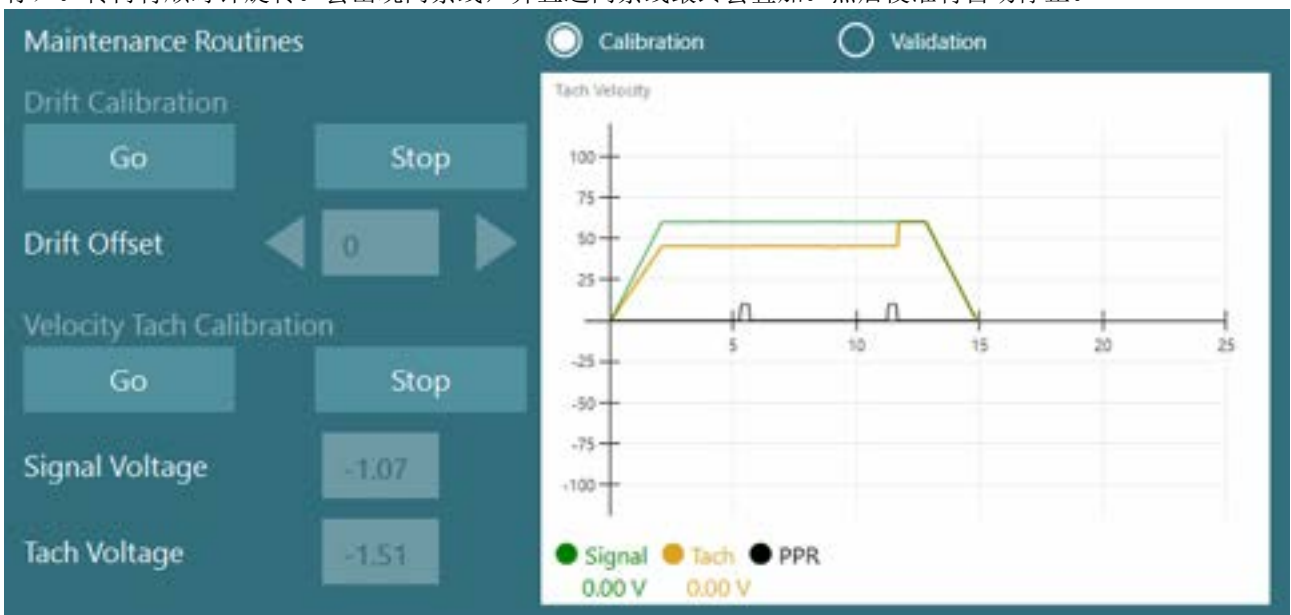 Maintenance Routines
Calibration
Validation
Drift Calibration
Go
Stop
Drift Offset
0
Velocity Tach Calibration
Go
Stop
Signal Voltage
-1.07
Tach Voltage
-1.51
Tach Velocity
100
75
50
25
-25
-50
-75
-100
5
10
15
20
25
Signal
Tach
PPR
0.00 V
0.00 V